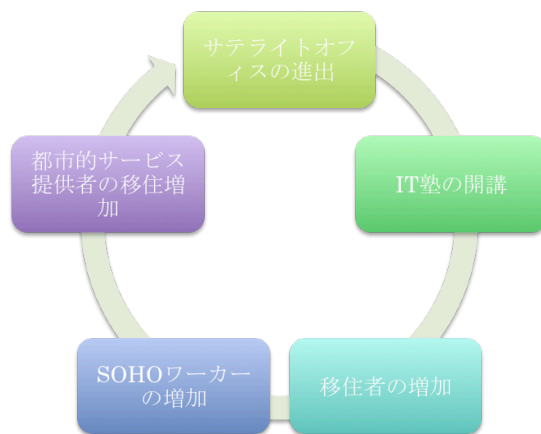 サテライトオフ
ィスの進出
IT塾の開講
移住者の増加
SOHOワーカー
の増加
都市的サービス
提供者の移住増
加